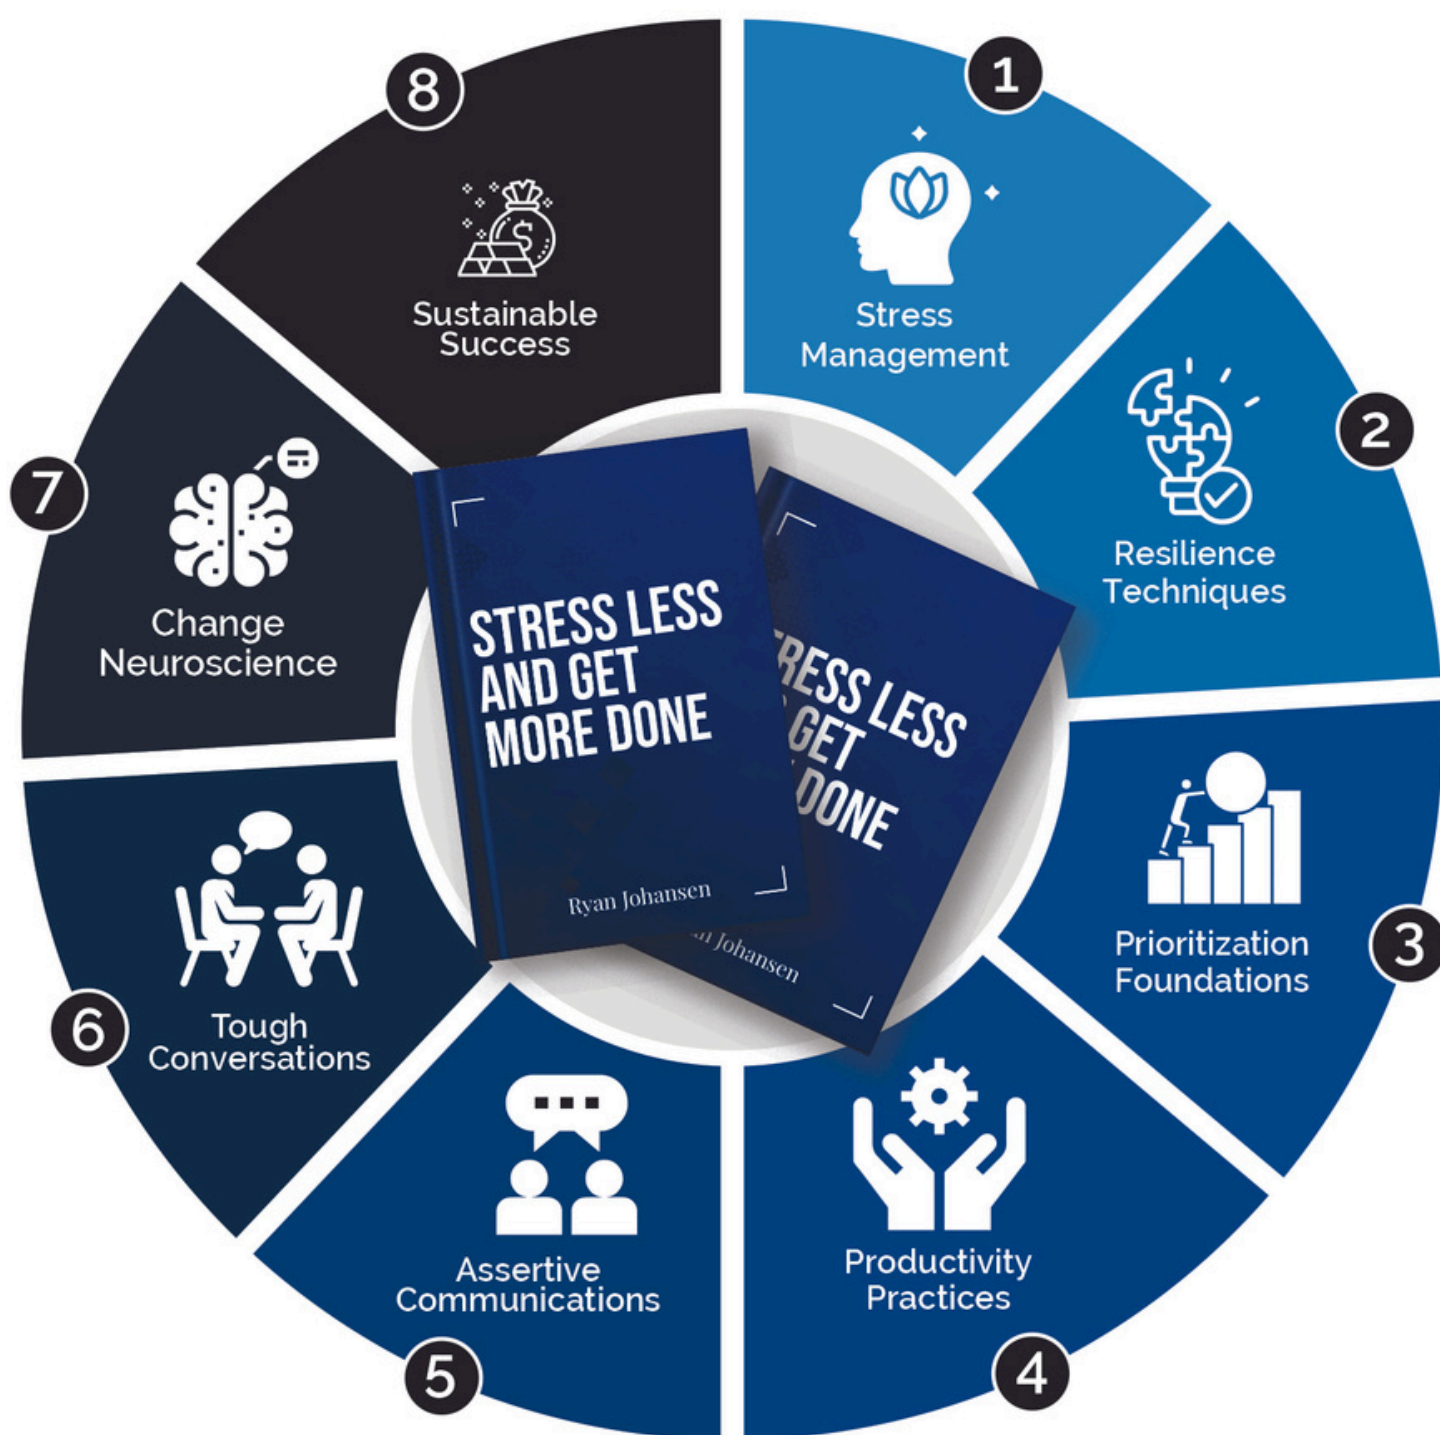 1
Stress
Management
2
Resilience
Techniques
3
Prioritization
Foundations
4
Productivity
Practices
5
Assertive
Communications
6
Tough
Conversations
7
Change
Neuroscience
8
Sustainable
Success
$
STRESS LESS
AND GET
MORE DONE
Ryan Johansen
LESS
GET
DONE
Johansen